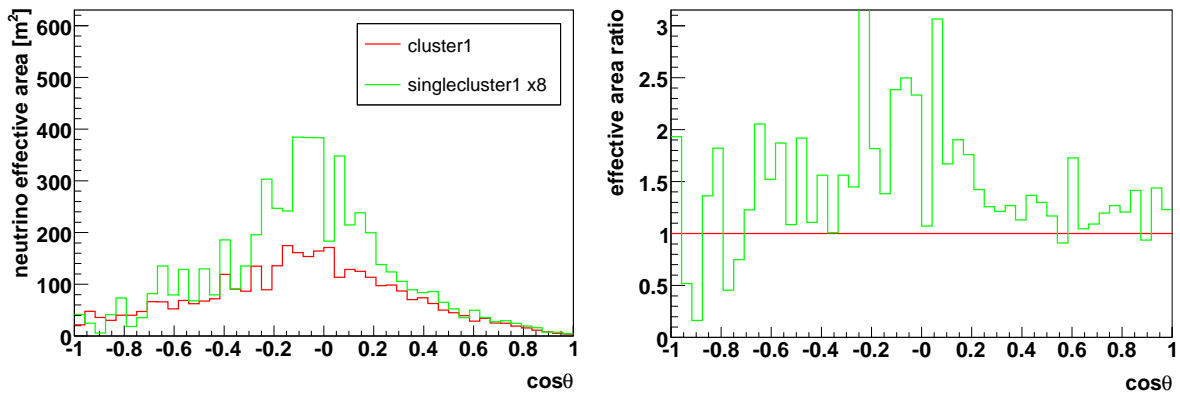 neutrino effective area [m²]
600
500
400
300
200
100
0
cluster1
singlecluster1 x8
-1 -0.8 -0.6 -0.4 -0.2 -0 0.2 0.4 0.6 0.8 1
cosθ
effective area ratio
3
2.5
2
1.5
1
0.5
0
-1 -0.8 -0.6 -0.4 -0.2 -0 0.2 0.4 0.6 0.8 1
cosθ